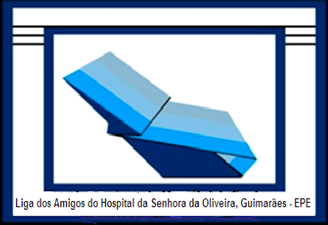 Liga dos Amigos do Hospital da Senhora da Oliveira, Guimarães - EPE